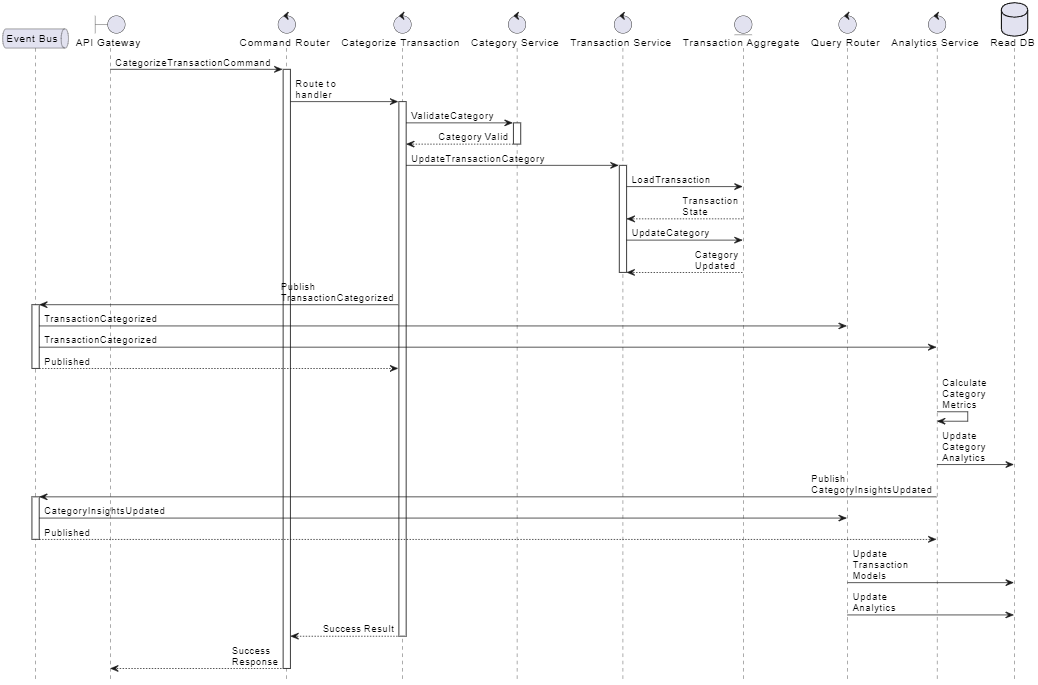 Event Bus
API Gateway
Command Router
Categorize Transaction
Category Service
Transaction Service
Transaction Aggregate
Query Router
Analytics Service
Read DB
CategorizeTransactionCommand
Route to
handler
ValidateCategory
Category Valid
UpdateTransactionCategory
LoadTransaction
Transaction
State
UpdateCategory
Category
Updated
Publish
TransactionCategorized
TransactionCategorized
TransactionCategorized
Published
Calculate
Category
Metrics
Update
Category
Analytics
Publish
CategoryInsightsUpdated
CategoryInsightsUpdated
Published
Update
Transaction
Models
Update
Analytics
Success Result
Success
Response